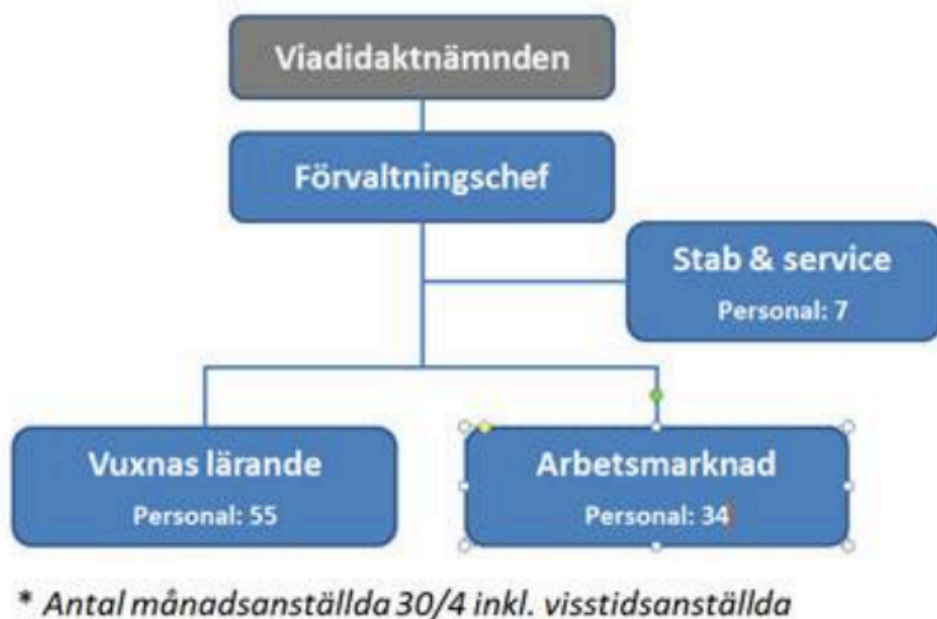 Viadidaktnämnden
Förvaltningschef
Stab & service
Personal: 7
Vuxnas lärande
Personal: 55
Arbetsmarknad
Personal: 34
* Antal månadsanställda 30/4 inkl. visstidsanställda